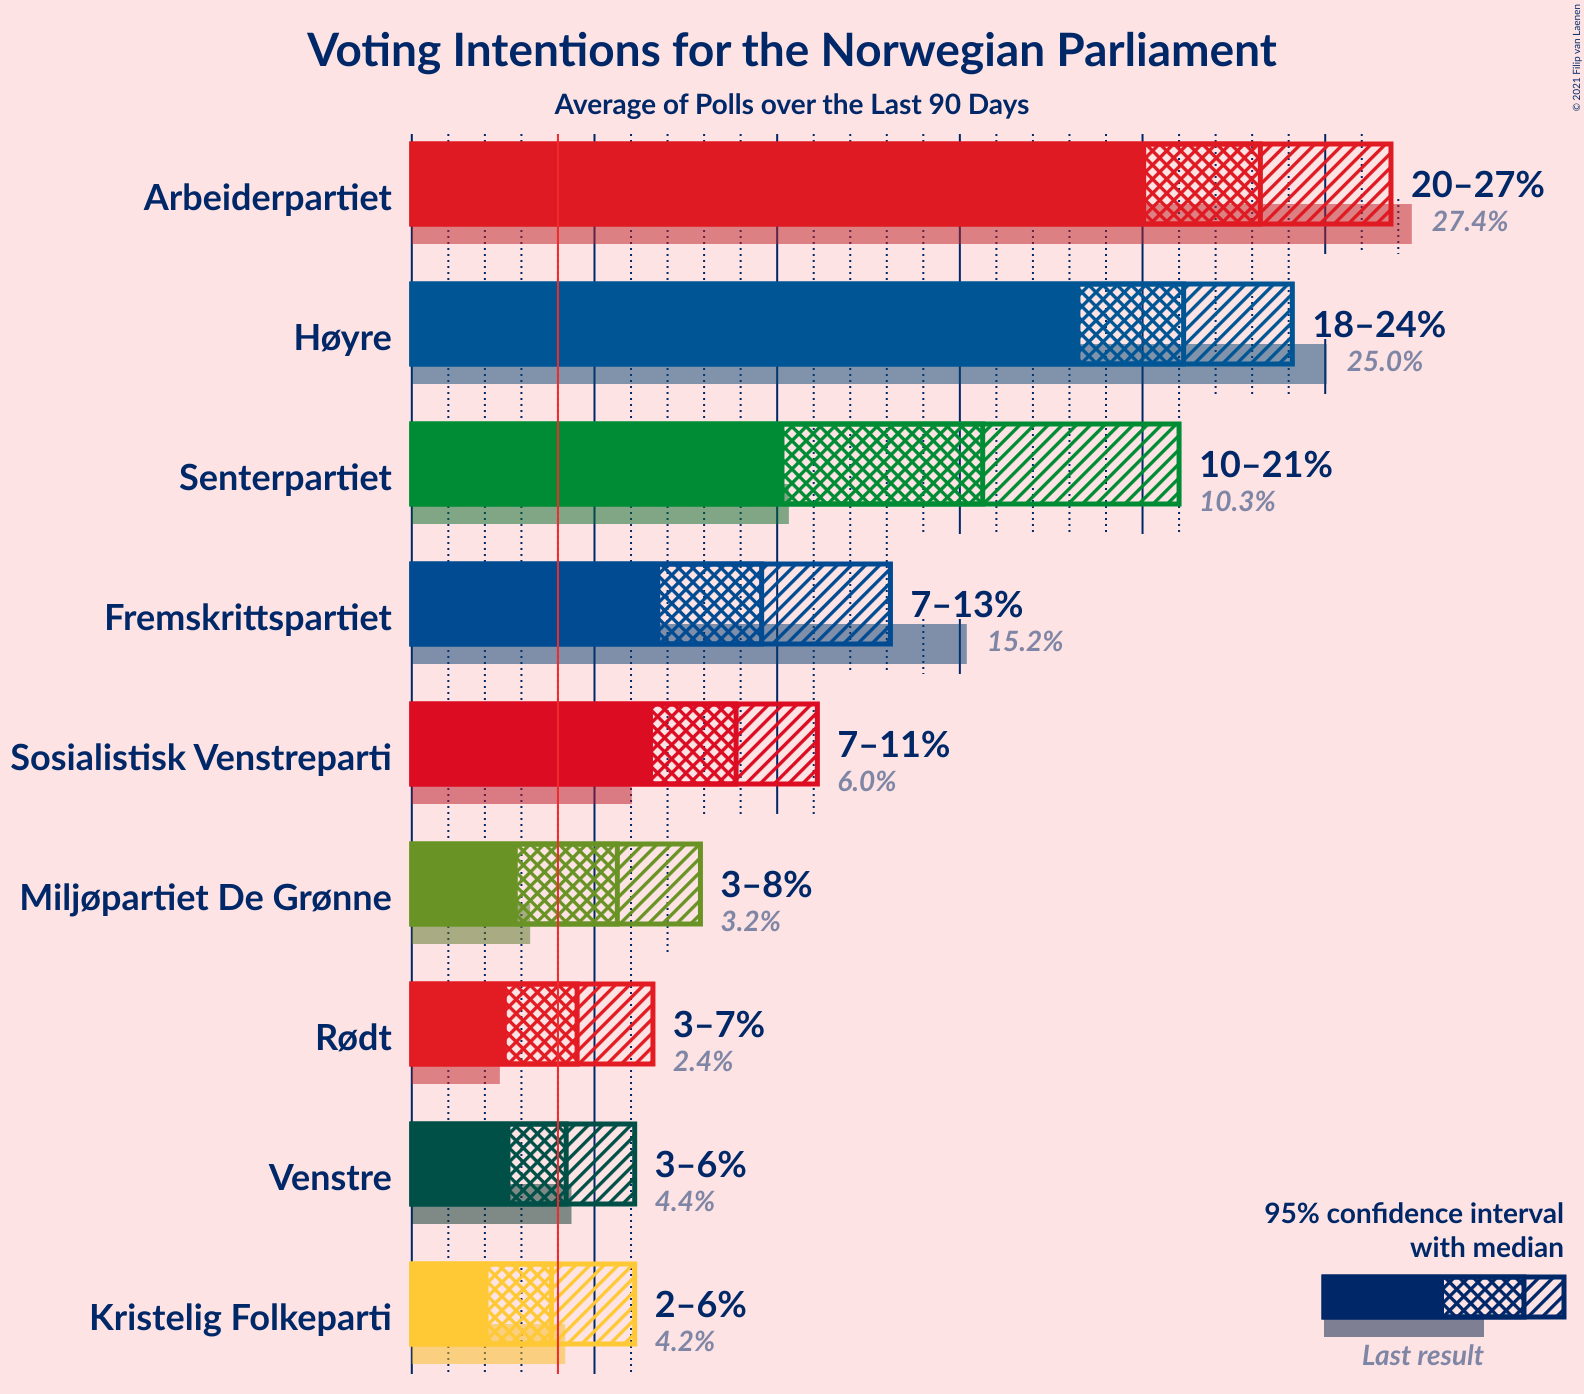 Voting Intentions for the Norwegian Parliament
Average of Polls over the Last 90 Days
© 2021 Filip van Laenen
Arbeiderpartiet
20–27%
27.4%
Høyre
18–24%
25.0%
Senterpartiet
10–21%
10.3%
Fremskrittspartiet
7–13%
15.2%
Sosialistisk Venstreparti
7–11%
6.0%
Miljøpartiet De Grønne
3–8%
3.2%
Rødt
3–7%
2.4%
Venstre
3–6%
4.4%
Kristelig Folkeparti
2–6%
4.2%
95% confidence interval
with median
Last result